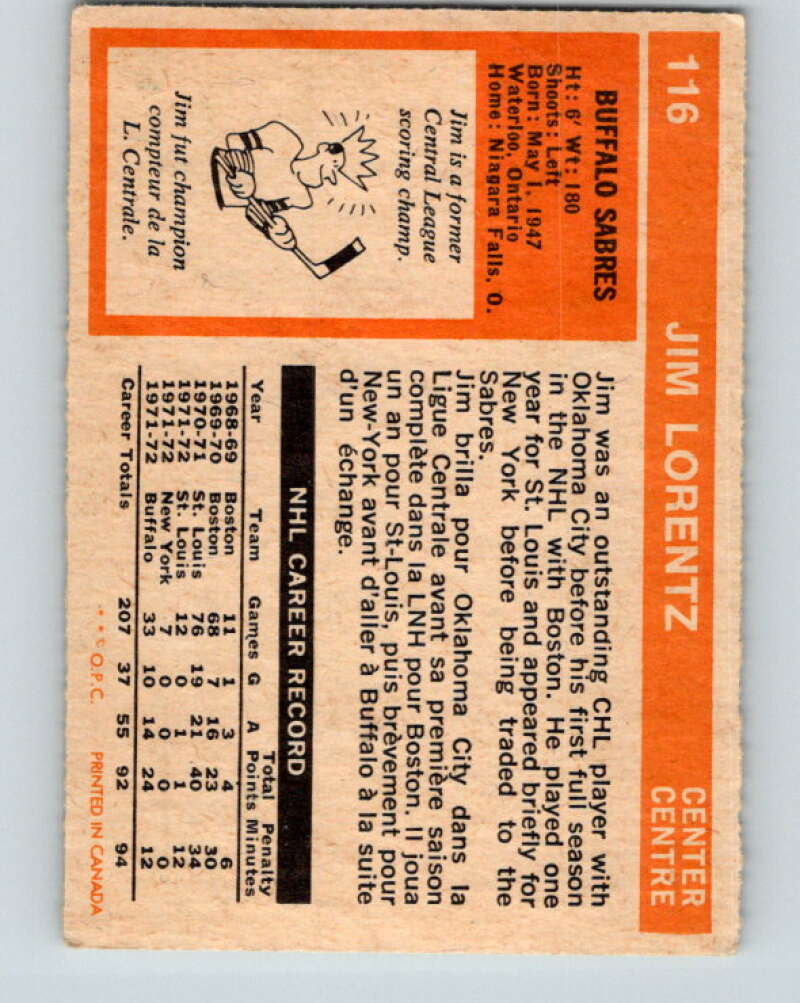 116 JIM LORENTZ CENTER
CENTRE
BUFFALO SABRES
Ht: 6' Wt: 180
Shoots: Left
Born: May 1, 1947
Waterloo, Ontario
Home: Niagara Falls, O.
Jim is a former
Central League
scoring champ.
Jim fut champion
compteur de la
L. Centrale.
Jim was an outstanding CHL player with
Oklahoma City before his first full season
in the NHL with Boston. He played one
year for St. Louis and appeared briefly for
New York before being traded to the
Sabres.
Jim brilla pour Oklahoma City dans la
Ligue Centrale avant sa première saison
complète dans la LNH pour Boston. Il joua
un an pour St-Louis, puis brèvement pour
New-York avant d'aller à Buffalo à la suite
d'un échange.
NHL CAREER RECORD
Total Penalty
Year Team Games G A Points Minutes
1968-69 Boston 11 1 3 4 6
1969-70 Boston 68 7 16 23 30
1970-71 St. Louis 76 19 21 40 34
1971-72 St. Louis 12 0 1 1 12
1971-72 New York 7 0 0 0 0
1971-72 Buffalo 33 10 14 24 12
Career Totals 207 37 55 92 94
* * © O.P.C. PRINTED IN CANADA